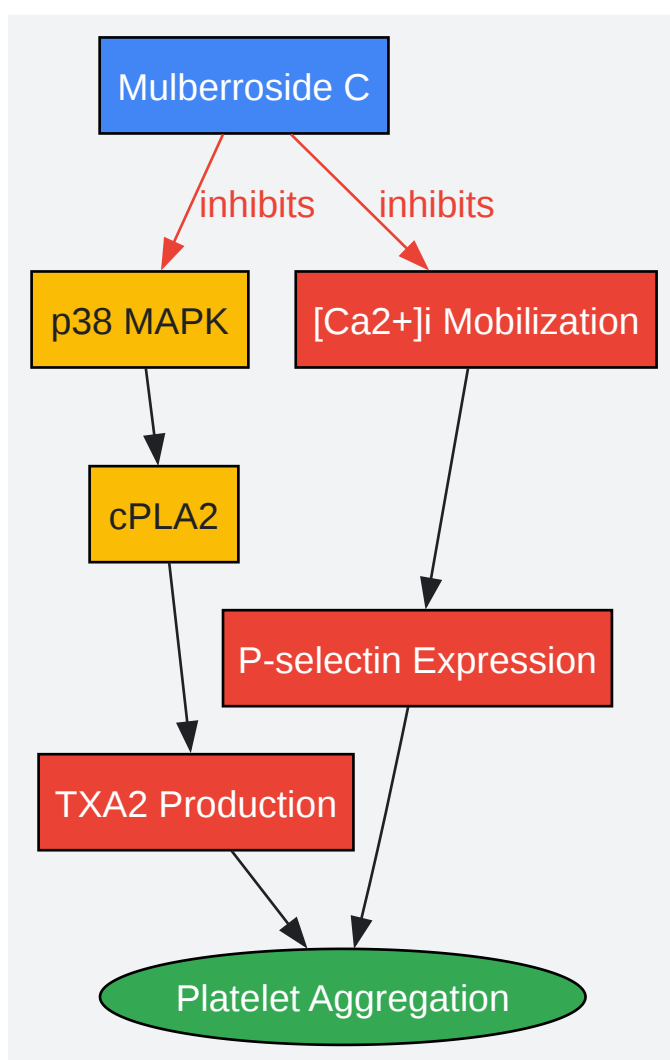 Mulberroside C
inhibits
inhibits
p38 MAPK
[Ca2+]i Mobilization
cPLA2
P-selectin Expression
TXA2 Production
Platelet Aggregation